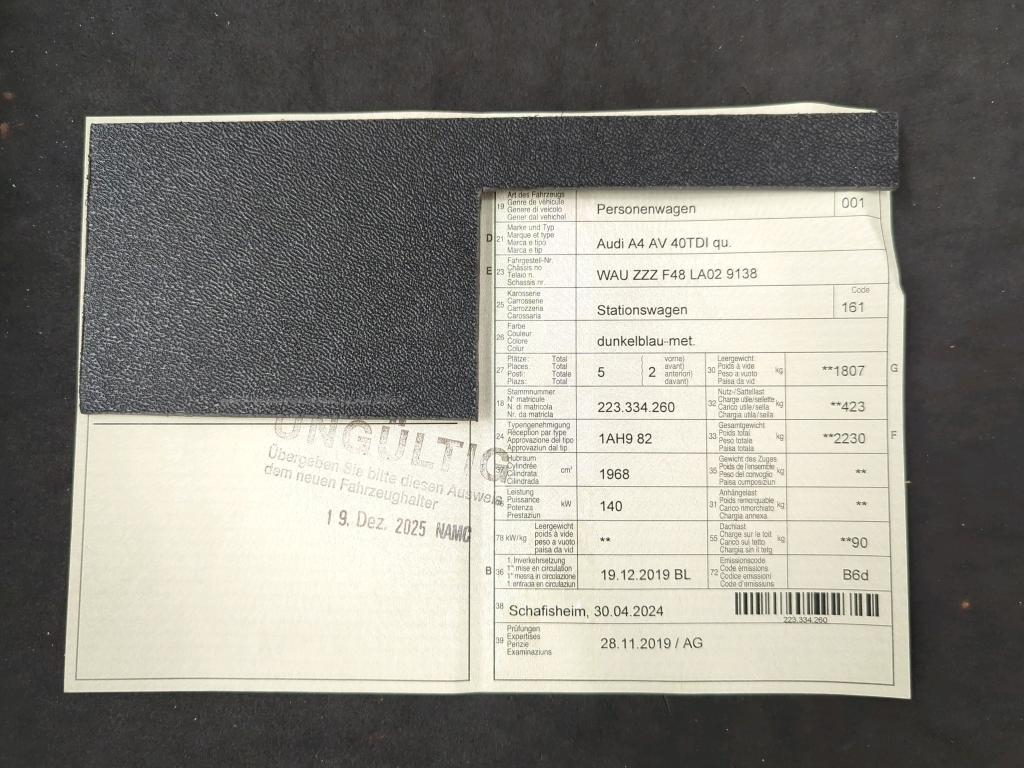 UNGÜLTIG
Übergeben Sie bitte diesen Ausweis
dem neuen Fahrzeughalter
19. Dez. 2025 NAMC
19 Art des Fahrzeugs
Genre de véhicule
Genere di veicolo
Gener dal vehichel
Personenwagen 001
D 21 Marke und Typ
Marque et type
Marca e tipo
Marca e tip
Audi A4 AV 40TDI qu.
E 23 Fahrgestell-Nr.
Châssis no
Telaio n.
Schassis nr.
WAU ZZZ F48 LA02 9138
25 Karosserie
Carrosserie
Carrozzeria
Carossaria
Stationswagen
Code
161
26 Farbe
Couleur
Colore
Colur
dunkelblau-met.
27 Plätze: Total
Places: Total
Posti: Totale
Plazs: Total
5 ( 2 vorne)
avant)
anteriori)
davant)
30 Leergewicht
Poids à vide
Peso a vuoto
Paisa da vid
kg **1807 G
18 Stammnummer
N° matricule
N. di matricola
Nr. da matricla
223.334.260
32 Nutz-/Sattellast
Charge utile/sellette
Carico utile/sella
Chargia utila/sella
kg **423
24 Typengenehmigung
Réception par type
Approvazione del tipo
Approvaziun dal tip
1AH9 82
33 Gesamtgewicht
Poids total
Peso totale
Paisa totala
kg **2230 F
37 Hubraum
Cylindrée
Cilindrata
Cilindrada
cm³ 1968
35 Gewicht des Zuges
Poids de l'ensemble
Peso del convoglio
Paisa cumposiziun
kg **
Leistung
Puissance
Potenza
Prestaziun
kW 140
31 Anhängelast
Poids remorquable
Carico rimorchiato
Chargia annexa
kg **
78 kW/kg Leergewicht
poids à vide
peso a vuoto
paisa da vid
**
55 Dachlast
Charge sur le toit
Carico sul tetto
Chargia sin il tetg
kg **90
B 36 1. Inverkehrsetzung
1re mise en circulation
1a messa in circolazione
1. entrada en circulaziun
19.12.2019 BL
72 Emissionscode
Code émissions
Codice emissioni
Code d'emissiuns
B6d
38 Schafisheim, 30.04.2024
223.334.260
39 Prüfungen
Expertises
Perizie
Examinaziuns
28.11.2019 / AG